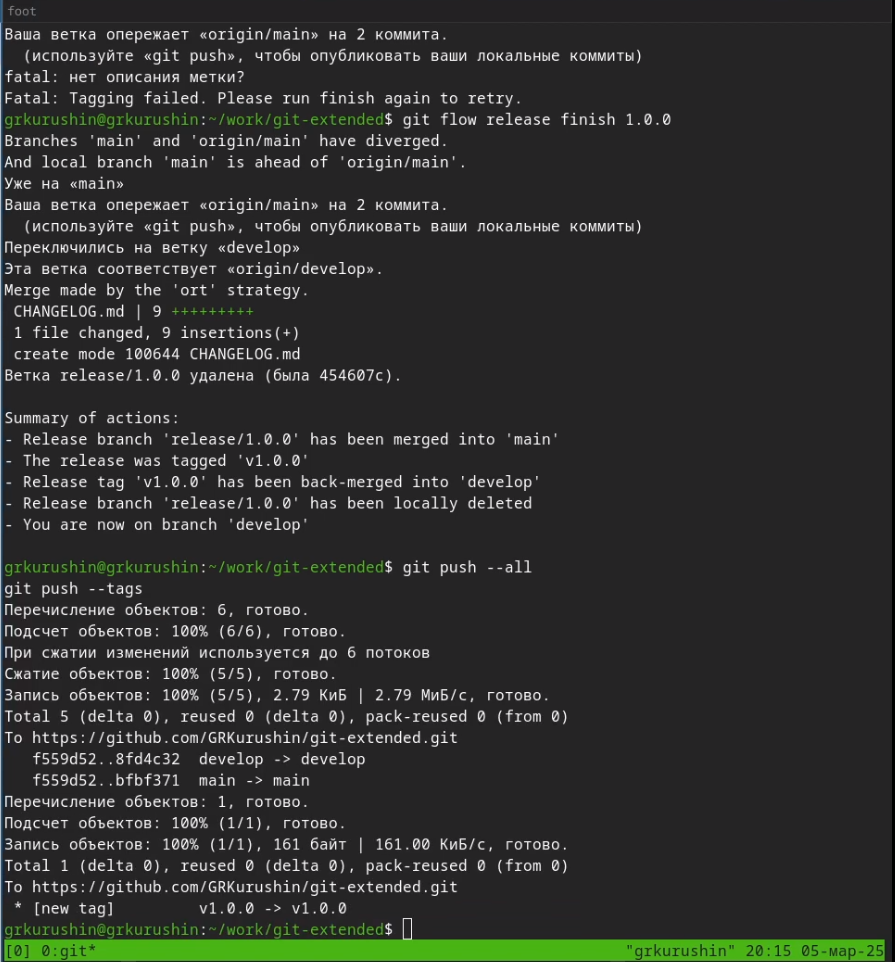 foot
Ваша ветка опережает «origin/main» на 2 коммита.
  (используйте «git push», чтобы опубликовать ваши локальные коммиты)
fatal: нет описания метки?
Fatal: Tagging failed. Please run finish again to retry.
grkurushin@grkurushin:~/work/git-extended$ git flow release finish 1.0.0
Branches 'main' and 'origin/main' have diverged.
And local branch 'main' is ahead of 'origin/main'.
Уже на «main»
Ваша ветка опережает «origin/main» на 2 коммита.
  (используйте «git push», чтобы опубликовать ваши локальные коммиты)
Переключились на ветку «develop»
Эта ветка соответствует «origin/develop».
Merge made by the 'ort' strategy.
 CHANGELOG.md | 9 +++++++++
 1 file changed, 9 insertions(+)
 create mode 100644 CHANGELOG.md
Ветка release/1.0.0 удалена (была 454607c).

Summary of actions:
- Release branch 'release/1.0.0' has been merged into 'main'
- The release was tagged 'v1.0.0'
- Release tag 'v1.0.0' has been back-merged into 'develop'
- Release branch 'release/1.0.0' has been locally deleted
- You are now on branch 'develop'

grkurushin@grkurushin:~/work/git-extended$ git push --all
git push --tags
Перечисление объектов: 6, готово.
Подсчет объектов: 100% (6/6), готово.
При сжатии изменений используется до 6 потоков
Сжатие объектов: 100% (5/5), готово.
Запись объектов: 100% (5/5), 2.79 КиБ | 2.79 МиБ/с, готово.
Total 5 (delta 0), reused 0 (delta 0), pack-reused 0 (from 0)
To https://github.com/GRKurushin/git-extended.git
   f559d52..8fd4c32  develop -> develop
   f559d52..bfbf371  main -> main
Перечисление объектов: 1, готово.
Подсчет объектов: 100% (1/1), готово.
Запись объектов: 100% (1/1), 161 байт | 161.00 КиБ/с, готово.
Total 1 (delta 0), reused 0 (delta 0), pack-reused 0 (from 0)
To https://github.com/GRKurushin/git-extended.git
 * [new tag]         v1.0.0 -> v1.0.0
grkurushin@grkurushin:~/work/git-extended$
[0] 0:git* "grkurushin" 20:15 05-мар-25